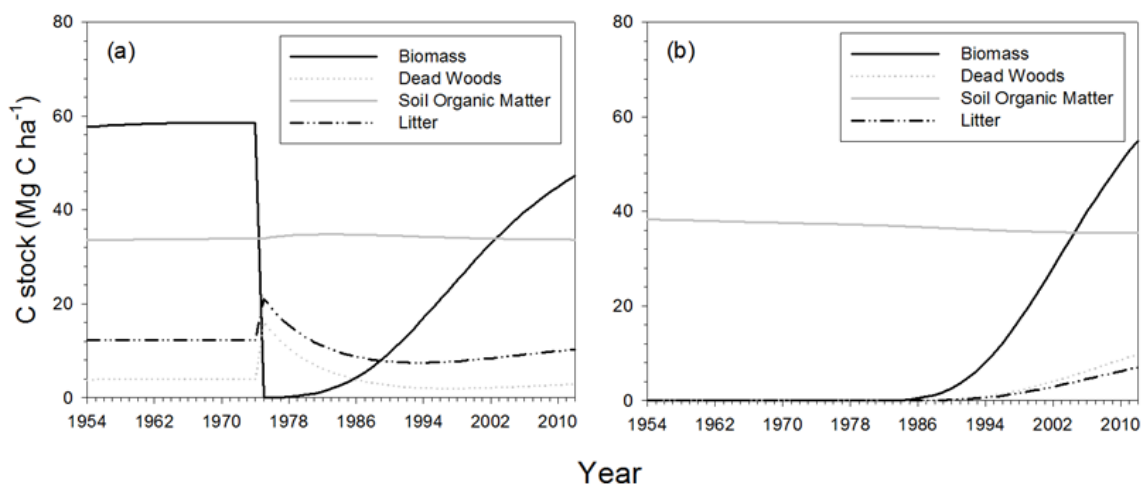 80
60
40
20
0
C stock (Mg C ha-1)
(a)
Biomass
Dead Woods
Soil Organic Matter
Litter
1954 1962 1970 1978 1986 1994 2002 2010
80
60
40
20
0
(b)
Biomass
Dead Woods
Soil Organic Matter
Litter
1954 1962 1970 1978 1986 1994 2002 2010
Year